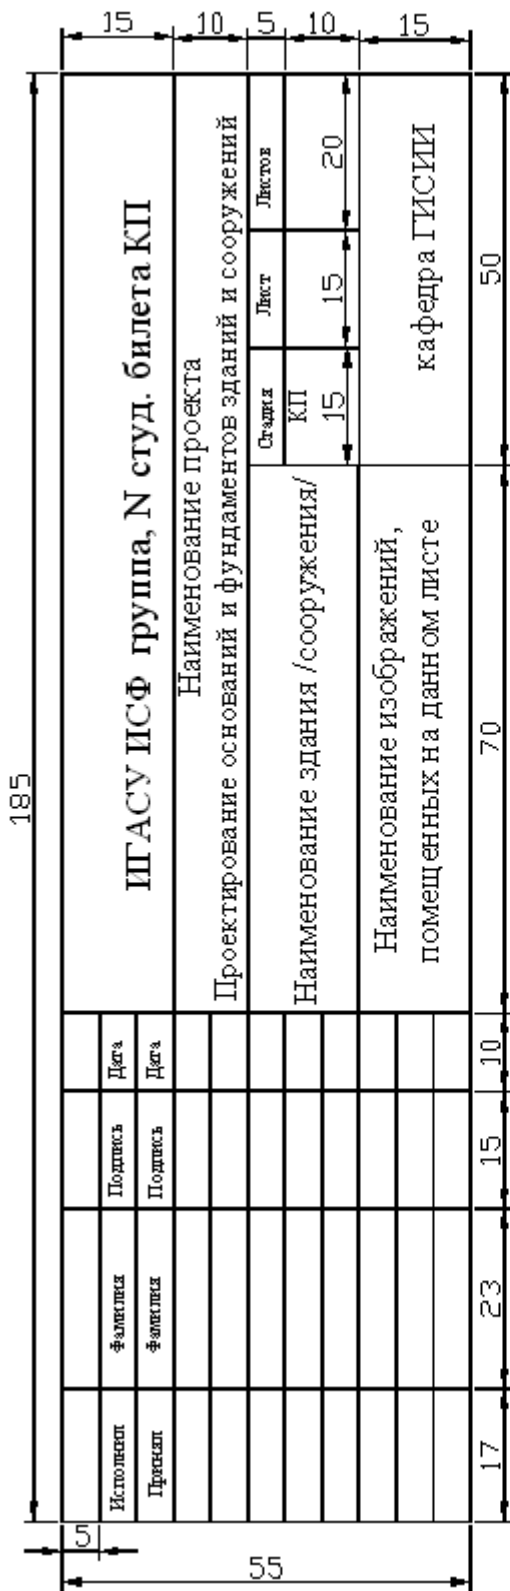 185
15
10
5
10
15
ИГАСУ ИСФ группа, N студ. билета КП
Наименование проекта
Проектирование оснований и фундаментов зданий и сооружений
Исполнил Фамилия Подпись Дата
Принял Фамилия Подпись Дата
Наименование здания /сооружения/
Стадия Лист Листов
КП
15 15 20
Наименование изображений,
помещенных на данном листе
кафедра ГИСИИ
5
55
17 23 15 10 70 50